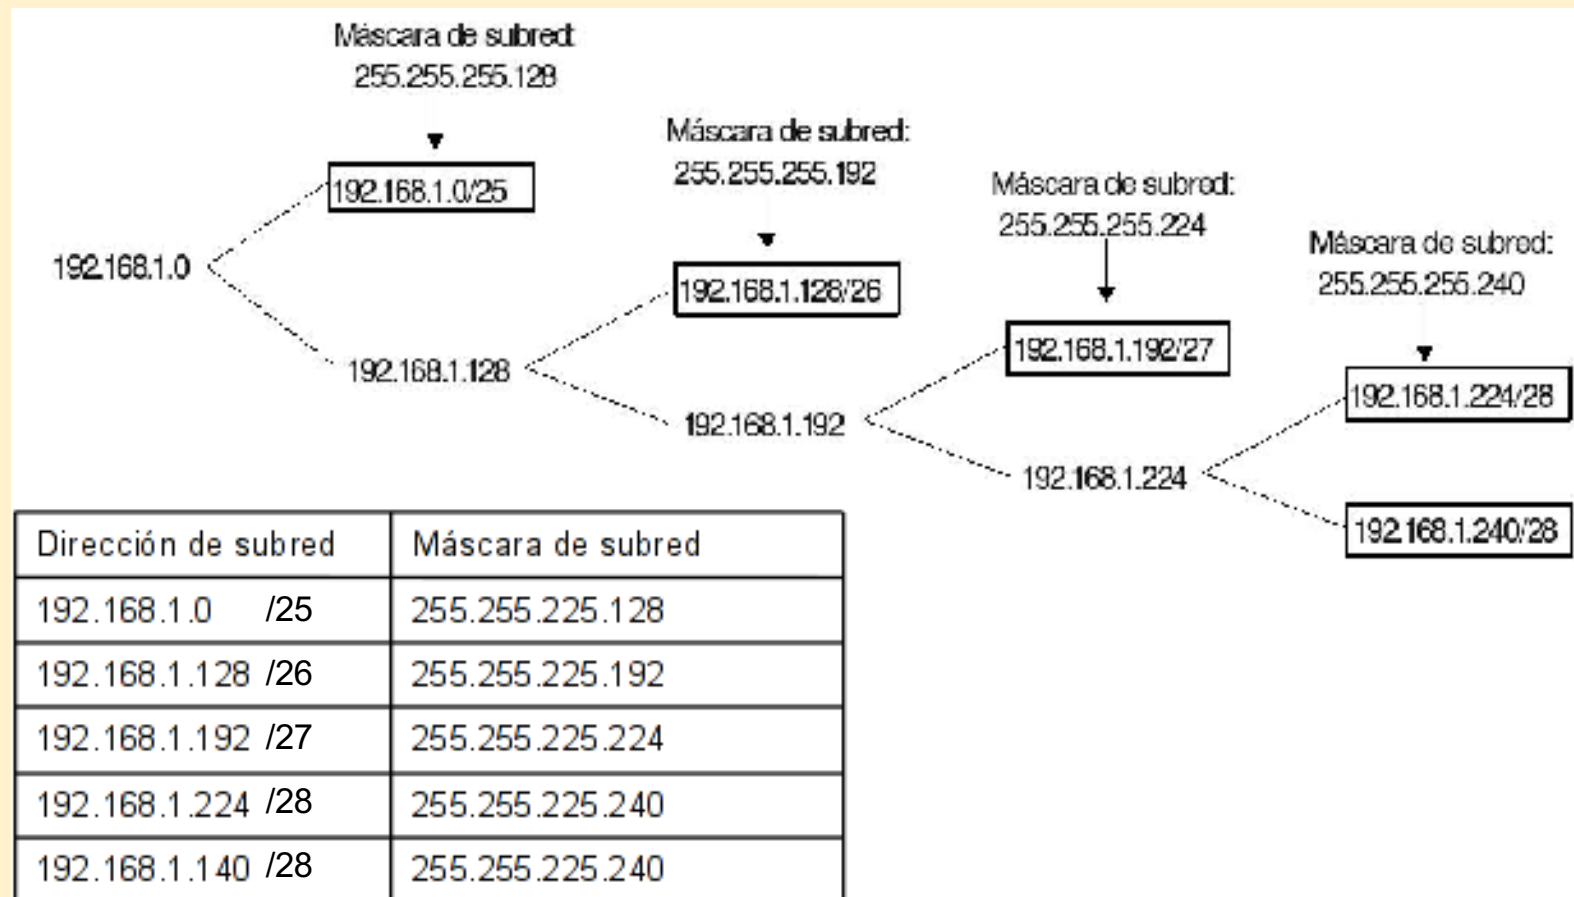 Máscara de subred:
255.255.255.128
192.168.1.0/25
Máscara de subred:
255.255.255.192
192.168.1.128/26
Máscara de subred:
255.255.255.224
192.168.1.192/27
Máscara de subred:
255.255.255.240
192.168.1.224/28
192.168.1.0
192.168.1.128
192.168.1.192
192.168.1.224
192.168.1.240/28
Dirección de subred Máscara de subred
192.168.1.0 /25 255.255.225.128
192.168.1.128 /26 255.255.225.192
192.168.1.192 /27 255.255.225.224
192.168.1.224 /28 255.255.225.240
192.168.1.140 /28 255.255.225.240